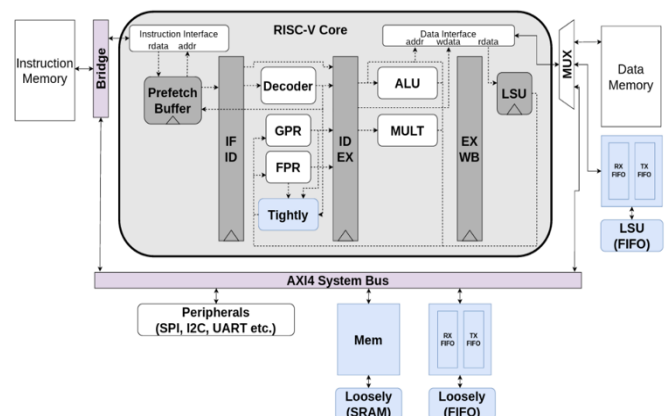 RISC-V Core
Instruction Interface
rdata addr
Data Interface
addr wdata rdata
Instruction
Memory
Bridge
Prefetch
Buffer
IF
ID
Decoder
GPR
FPR
Tightly
ID
EX
ALU
MULT
EX
WB
LSU
MUX
Data
Memory
RX
FIFO
TX
FIFO
LSU
(FIFO)
AXI4 System Bus
Peripherals
(SPI, I2C, UART etc.)
Mem
RX
FIFO
TX
FIFO
Loosely
(SRAM)
Loosely
(FIFO)